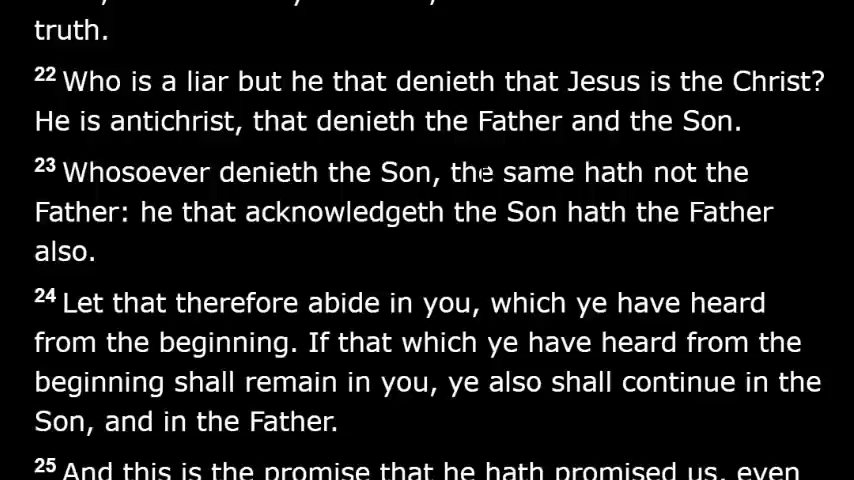 truth.
22 Who is a liar but he that denieth that Jesus is the Christ?
He is antichrist, that denieth the Father and the Son.
23 Whosoever denieth the Son, the same hath not the
Father: he that acknowledgeth the Son hath the Father
also.
24 Let that therefore abide in you, which ye have heard
from the beginning. If that which ye have heard from the
beginning shall remain in you, ye also shall continue in the
Son, and in the Father.
25 And this is the promise that he hath promised us, even